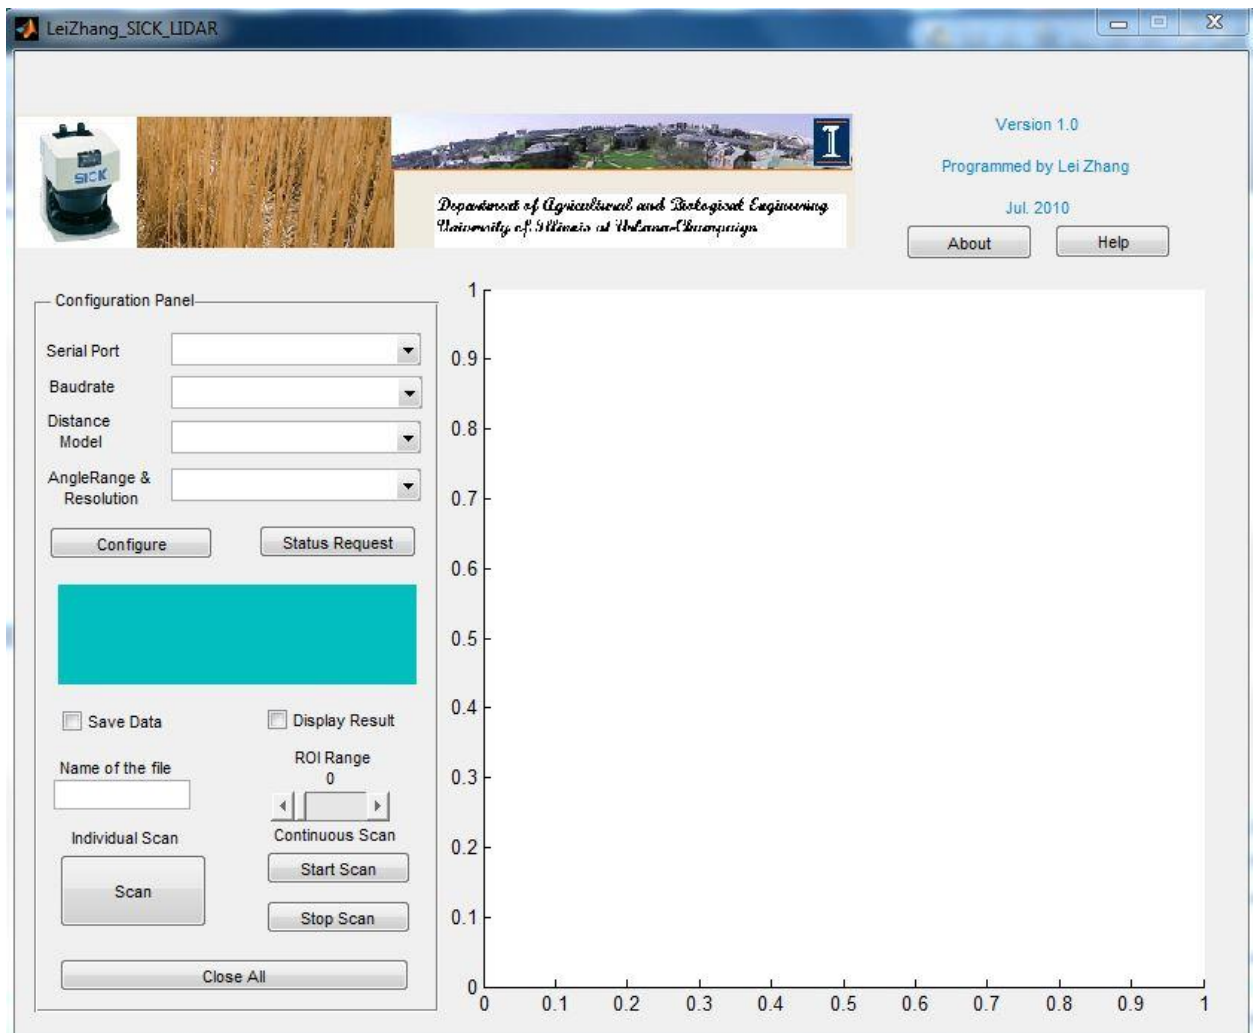 LeiZhang_SICK_LIDAR
SICK
Department of Agricultural and Biological Engineering
University of Illinois at Urbana-Champaign
I
Version 1.0
Programmed by Lei Zhang
Jul. 2010
About
Help
Configuration Panel
Serial Port
Baudrate
Distance
Model
AngleRange &
Resolution
Configure
Status Request
Save Data
Display Result
Name of the file
ROI Range
0
Individual Scan
Continuous Scan
Scan
Start Scan
Stop Scan
Close All
1
0.9
0.8
0.7
0.6
0.5
0.4
0.3
0.2
0.1
0
0 0.1 0.2 0.3 0.4 0.5 0.6 0.7 0.8 0.9 1